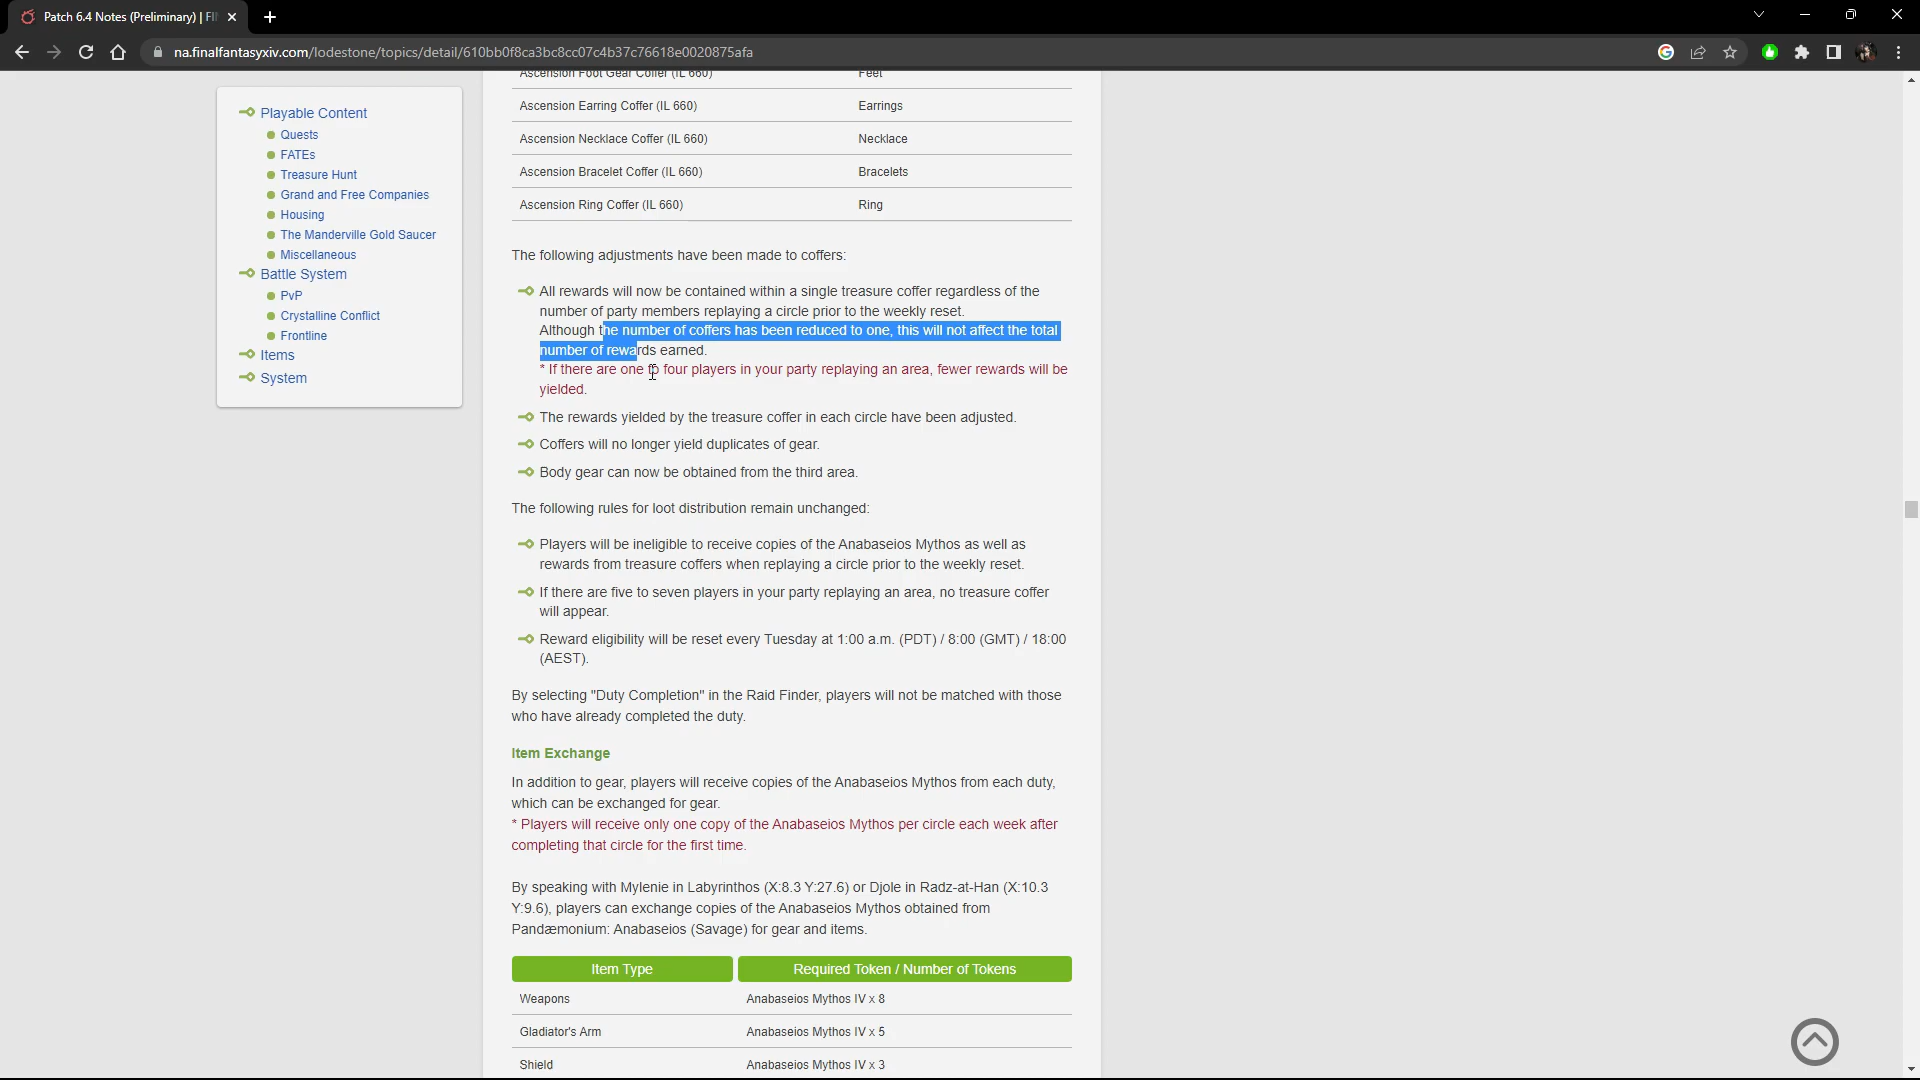 Patch 6.4 Notes (Preliminary) | FI
na.finalfantasyxiv.com/lodestone/topics/detail/610bb0f8ca3bc8cc07c4b37c76618e0020875afa
Playable Content
Quests
FATEs
Treasure Hunt
Grand and Free Companies
Housing
The Manderville Gold Saucer
Miscellaneous
Battle System
PvP
Crystalline Conflict
Frontline
Items
System
Ascension Foot Gear Coffer (IL 660) Feet
Ascension Earring Coffer (IL 660) Earrings
Ascension Necklace Coffer (IL 660) Necklace
Ascension Bracelet Coffer (IL 660) Bracelets
Ascension Ring Coffer (IL 660) Ring
The following adjustments have been made to coffers:
All rewards will now be contained within a single treasure coffer regardless of the
number of party members replaying a circle prior to the weekly reset.
Although the number of coffers has been reduced to one, this will not affect the total
number of rewards earned.
* If there are one to four players in your party replaying an area, fewer rewards will be
yielded.
The rewards yielded by the treasure coffer in each circle have been adjusted.
Coffers will no longer yield duplicates of gear.
Body gear can now be obtained from the third area.
The following rules for loot distribution remain unchanged:
Players will be ineligible to receive copies of the Anabaseios Mythos as well as
rewards from treasure coffers when replaying a circle prior to the weekly reset.
If there are five to seven players in your party replaying an area, no treasure coffer
will appear.
Reward eligibility will be reset every Tuesday at 1:00 a.m. (PDT) / 8:00 (GMT) / 18:00
(AEST).
By selecting "Duty Completion" in the Raid Finder, players will not be matched with those
who have already completed the duty.
Item Exchange
In addition to gear, players will receive copies of the Anabaseios Mythos from each duty,
which can be exchanged for gear.
* Players will receive only one copy of the Anabaseios Mythos per circle each week after
completing that circle for the first time.
By speaking with Mylenie in Labyrinthos (X:8.3 Y:27.6) or Djole in Radz-at-Han (X:10.3
Y:9.6), players can exchange copies of the Anabaseios Mythos obtained from
Pandæmonium: Anabaseios (Savage) for gear and items.
Item Type Required Token / Number of Tokens
Weapons Anabaseios Mythos IV x 8
Gladiator's Arm Anabaseios Mythos IV x 5
Shield Anabaseios Mythos IV x 3